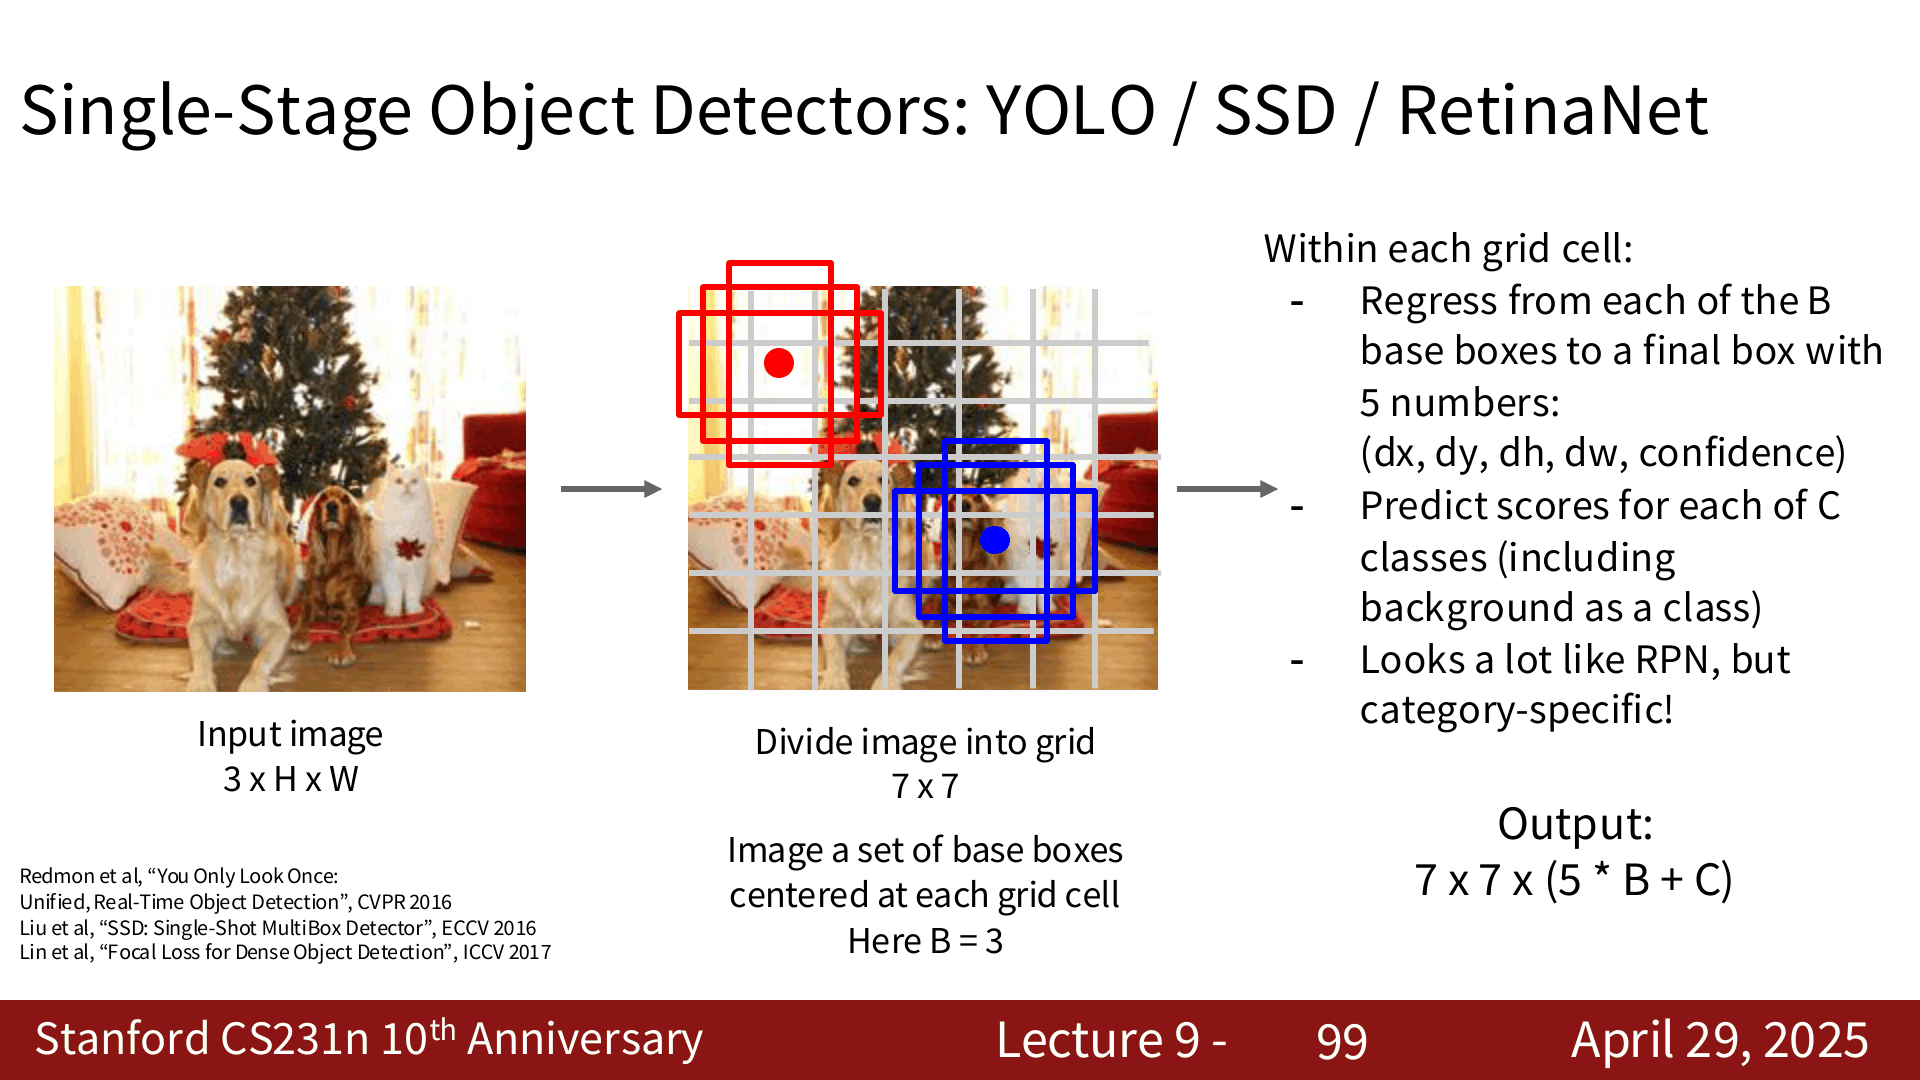 Single-Stage Object Detectors: YOLO / SSD / RetinaNet
Input image
3 x H x W
Divide image into grid
7 x 7
Image a set of base boxes
centered at each grid cell
Here B = 3
Within each grid cell:
- Regress from each of the B
base boxes to a final box with
5 numbers:
(dx, dy, dh, dw, confidence)
- Predict scores for each of C
classes (including
background as a class)
- Looks a lot like RPN, but
category-specific!
Output:
7 x 7 x (5 * B + C)
Redmon et al, “You Only Look Once:
Unified, Real-Time Object Detection”, CVPR 2016
Liu et al, “SSD: Single-Shot MultiBox Detector”, ECCV 2016
Lin et al, “Focal Loss for Dense Object Detection”, ICCV 2017
Stanford CS231n 10th Anniversary
Lecture 9 - 99
April 29, 2025